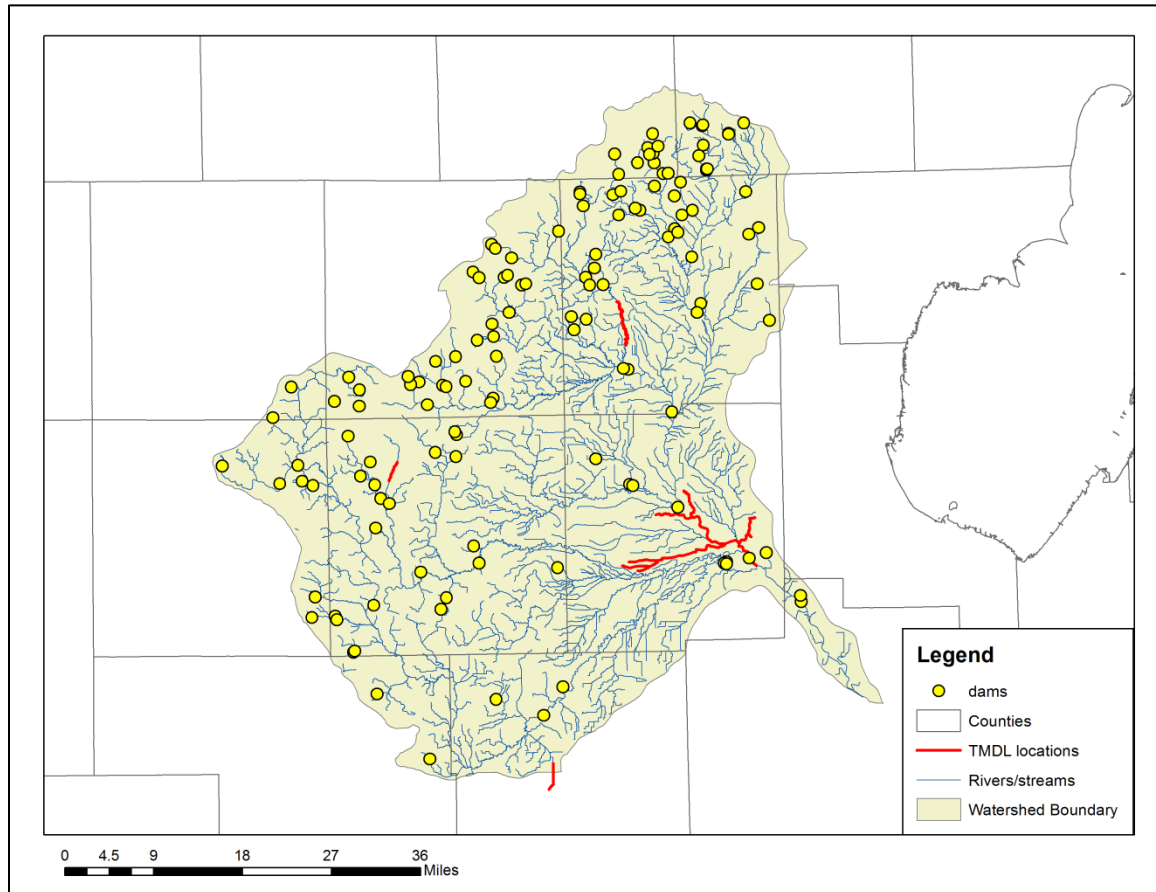 Legend
dams
Counties
TMDL locations
Rivers/streams
Watershed Boundary
0 4.5 9 18 27 36
Miles